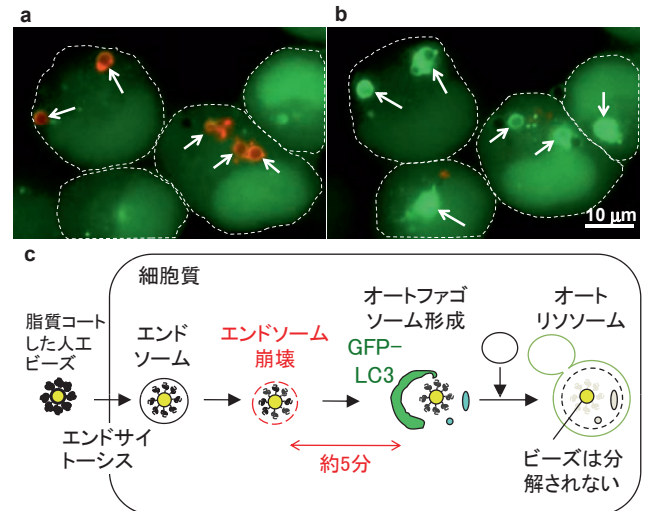 a
b
10 μm
c
細胞質
脂質コート
した人工
ビーズ
エンドサイ
トーシス
エンド
ソーム
エンドソーム
崩壊
約5分
オートファゴ
ソーム形成
GFP−
LC3
オート
リソソーム
ビーズは分
解されない